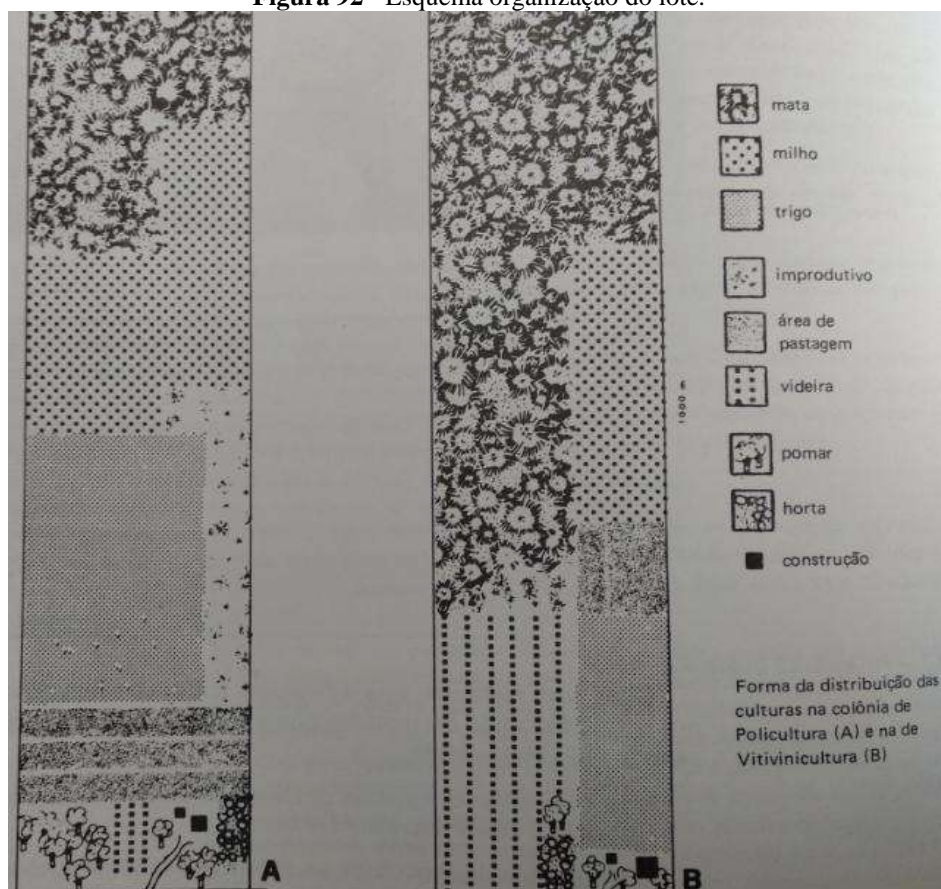 Figura 92 - Esquema organização do lote.
mata
milho
trigo
improdutivo
área de
pastagem
videira
pomar
horta
construção
Forma da distribuição das
culturas na colônia de
Policultura (A) e na de
Vitivinicultura (B)
A
B